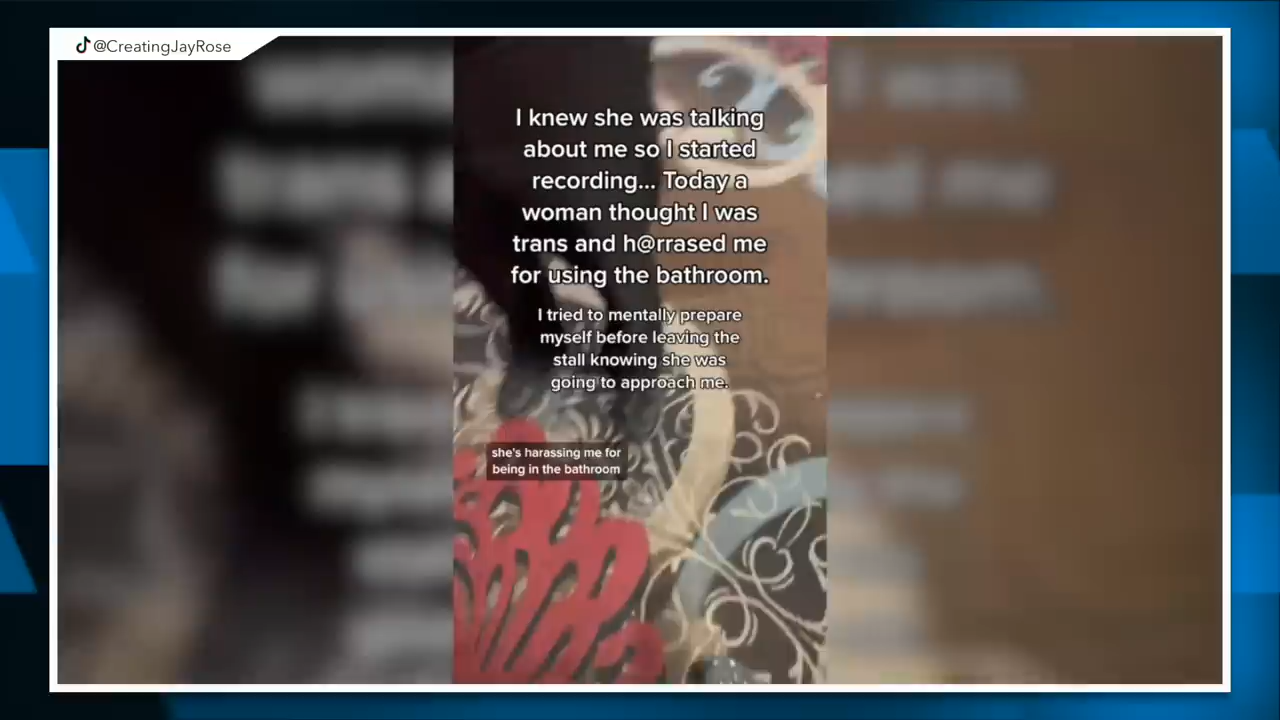 @CreatingJayRose
I knew she was talking
about me so I started
recording... Today a
woman thought I was
trans and h@rrased me
for using the bathroom.
I tried to mentally prepare
myself before leaving the
stall knowing she was
going to approach me.
she's harassing me for
being in the bathroom